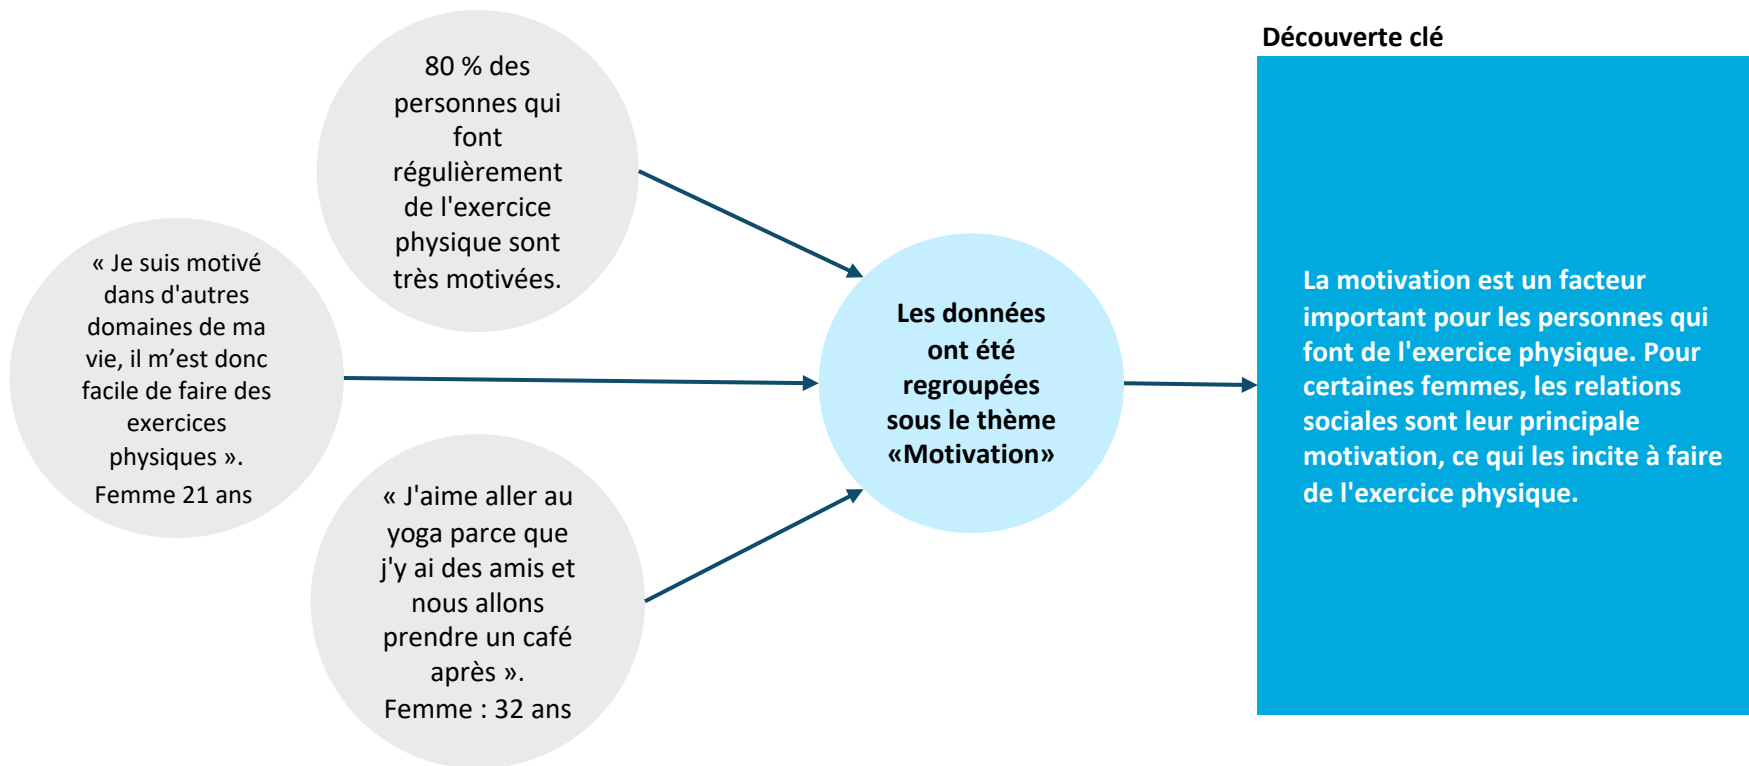 80 % des
personnes qui
font
régulièrement
de l'exercice
physique sont
très motivées.
« Je suis motivé
dans d'autres
domaines de ma
vie, il m’est donc
facile de faire des
exercices
physiques ».
Femme 21 ans
« J'aime aller au
yoga parce que
j'y ai des amis et
nous allons
prendre un café
après ».
Femme : 32 ans
Les données
ont été
regroupées
sous le thème
«Motivation»
Découverte clé
La motivation est un facteur
important pour les personnes qui
font de l'exercice physique. Pour
certaines femmes, les relations
sociales sont leur principale
motivation, ce qui les incite à faire
de l'exercice physique.